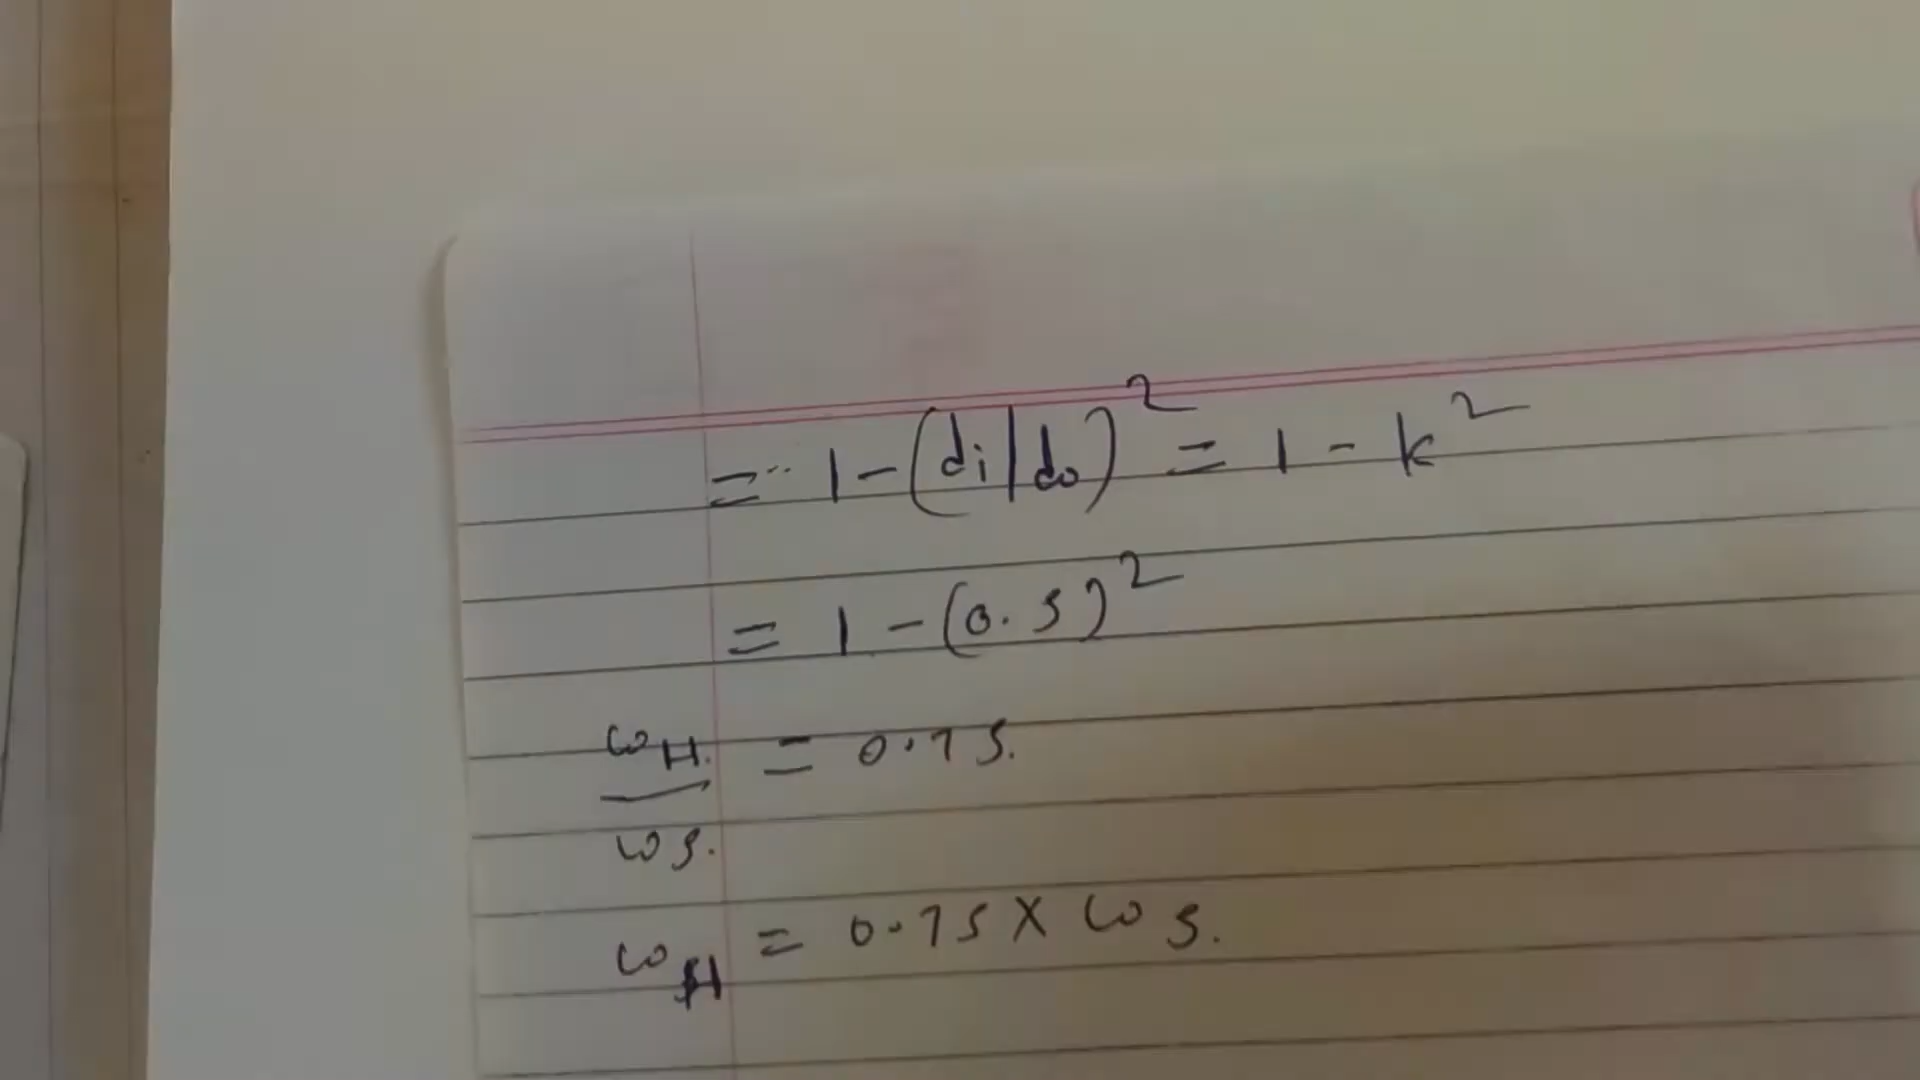 = 1 - (di/do)² = 1 - k²
= 1 - (0.5)²
ωH. / ωs. = 0.75.
ωH = 0.75 X ωs.